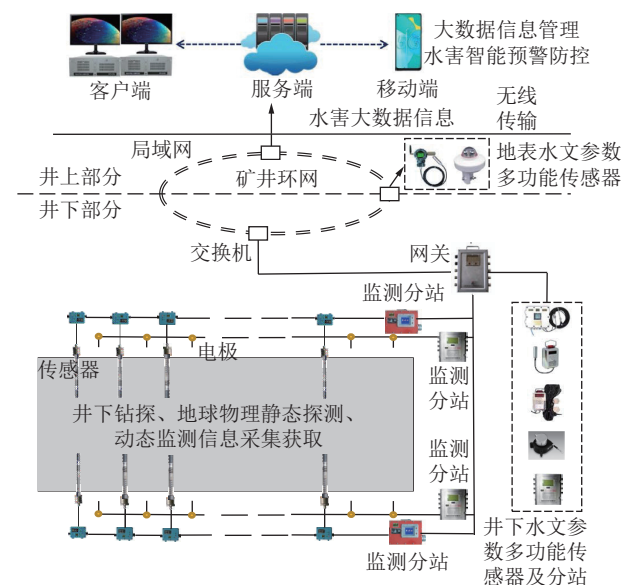 大数据信息管理
水害智能预警防控
客户端
服务端
移动端
水害大数据信息
无线
传输
局域网
井上部分
矿井环网
地表水文参数
多功能传感器
井下部分
交换机
网关
监测分站
电极
传感器
监测
分站
井下钻探、地球物理静态探测、
动态监测信息采集获取
监测
分站
监测分站
井下水文参
数多功能传
感器及分站